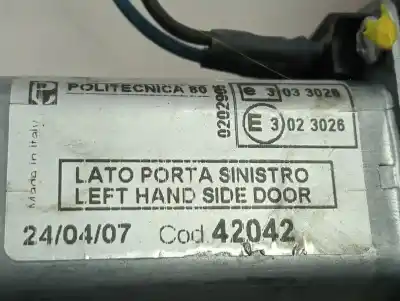 POLITECNICA 80
Made in Italy
020296
e 3 03 3026
E 3 02 3026
LATO PORTA SINISTRO
LEFT HAND SIDE DOOR
24/04/07 Cod 42042